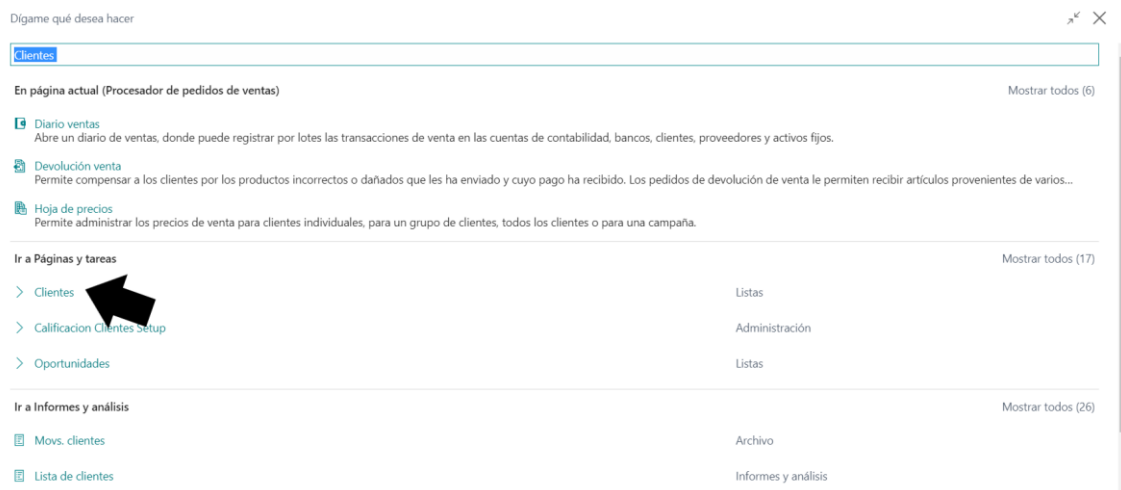 Dígame qué desea hacer
Clientes
En página actual (Procesador de pedidos de ventas) Mostrar todos (6)
Diario ventas
Abre un diario de ventas, donde puede registrar por lotes las transacciones de venta en las cuentas de contabilidad, bancos, clientes, proveedores y activos fijos.
Devolución venta
Permite compensar a los clientes por los productos incorrectos o dañados que les ha enviado y cuyo pago ha recibido. Los pedidos de devolución de venta le permiten recibir artículos provenientes de varios...
Hoja de precios
Permite administrar los precios de venta para clientes individuales, para un grupo de clientes, todos los clientes o para una campaña.
Ir a Páginas y tareas Mostrar todos (17)
Clientes Listas
Calificacion Clientes Setup Administración
Oportunidades Listas
Ir a Informes y análisis Mostrar todos (26)
Movs. clientes Archivo
Lista de clientes Informes y análisis